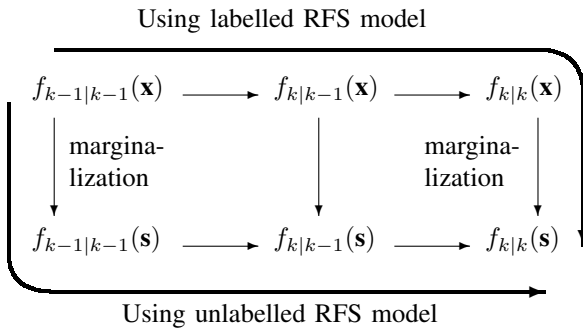 Using labelled RFS model
f_{k-1|k-1}(x) f_{k|k-1}(x) f_{k|k}(x)
margina-
lization
margina-
lization
f_{k-1|k-1}(s) f_{k|k-1}(s) f_{k|k}(s)
Using unlabelled RFS model